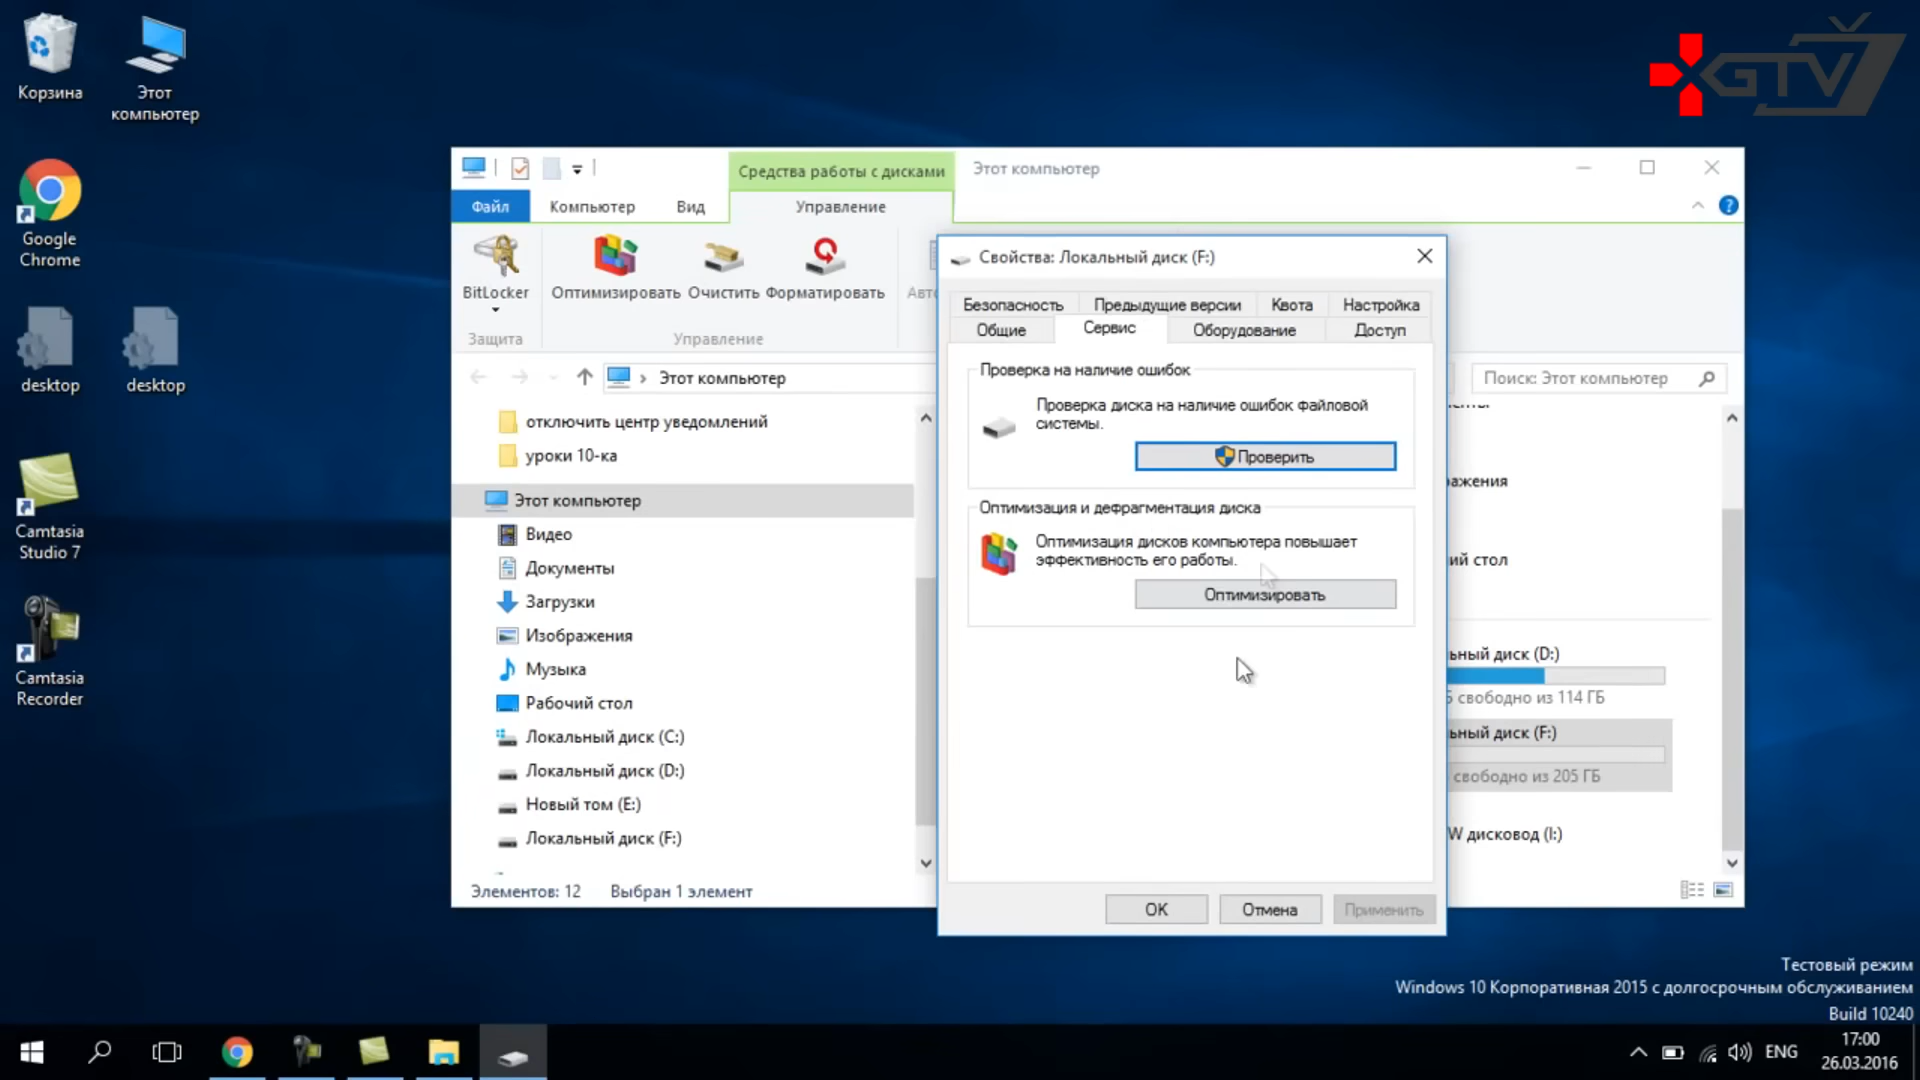 Корзина
Этот
компьютер
Google
Chrome
desktop
desktop
Camtasia
Studio 7
Camtasia
Recorder
GTV
Средства работы с дисками
Этот компьютер
Файл
Компьютер
Вид
Управление
BitLocker
Оптимизировать
Очистить
Форматировать
Авто
Защита
Управление
Этот компьютер
Поиск: Этот компьютер
отключить центр уведомлений
уроки 10-ка
Этот компьютер
Видео
Документы
Загрузки
Изображения
Музыка
Рабочий стол
Локальный диск (C:)
Локальный диск (D:)
Новый том (E:)
Локальный диск (F:)
Элементов: 12
Выбран 1 элемент
Свойства: Локальный диск (F:)
Безопасность
Предыдущие версии
Квота
Настройка
Общие
Сервис
Оборудование
Доступ
Проверка на наличие ошибок
Проверка диска на наличие ошибок файловой
системы.
Проверить
Оптимизация и дефрагментация диска
Оптимизация дисков компьютера повышает
эффективность его работы.
Оптимизировать
OK
Отмена
Применить
ажения
ий стол
ьный диск (D:)
Б свободно из 114 ГБ
ьный диск (F:)
свободно из 205 ГБ
W дисковод (I:)
Тестовый режим
Windows 10 Корпоративная 2015 с долгосрочным обслуживанием
Build 10240
ENG
17:00
26.03.2016